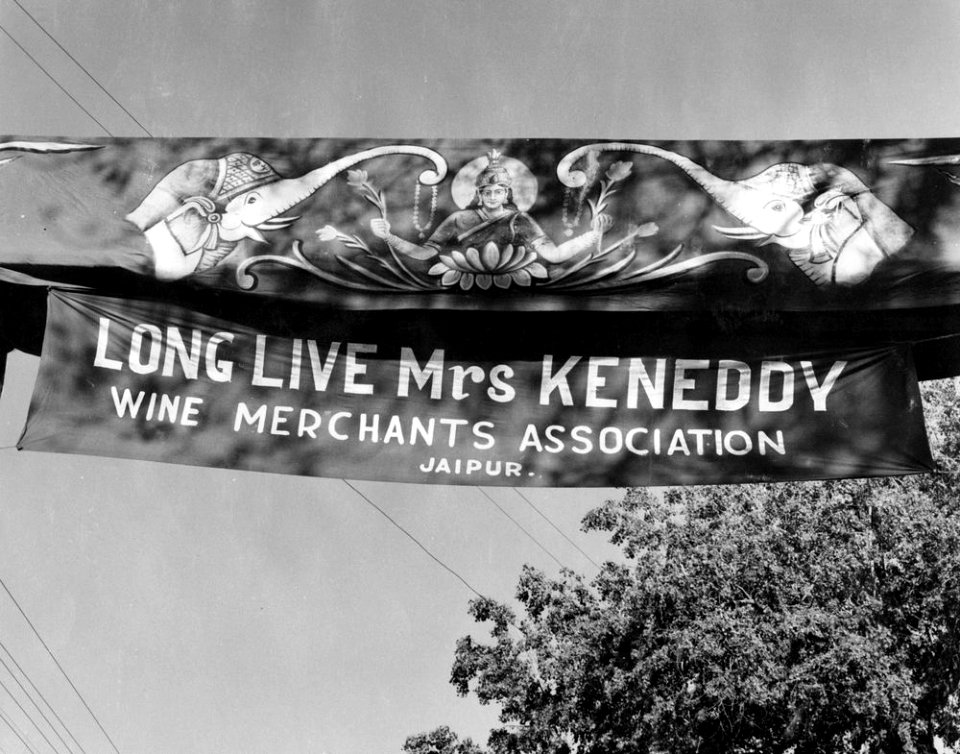 LONG LIVE Mrs KENEDDY
WINE MERCHANTS ASSOCIATION
JAIPUR.